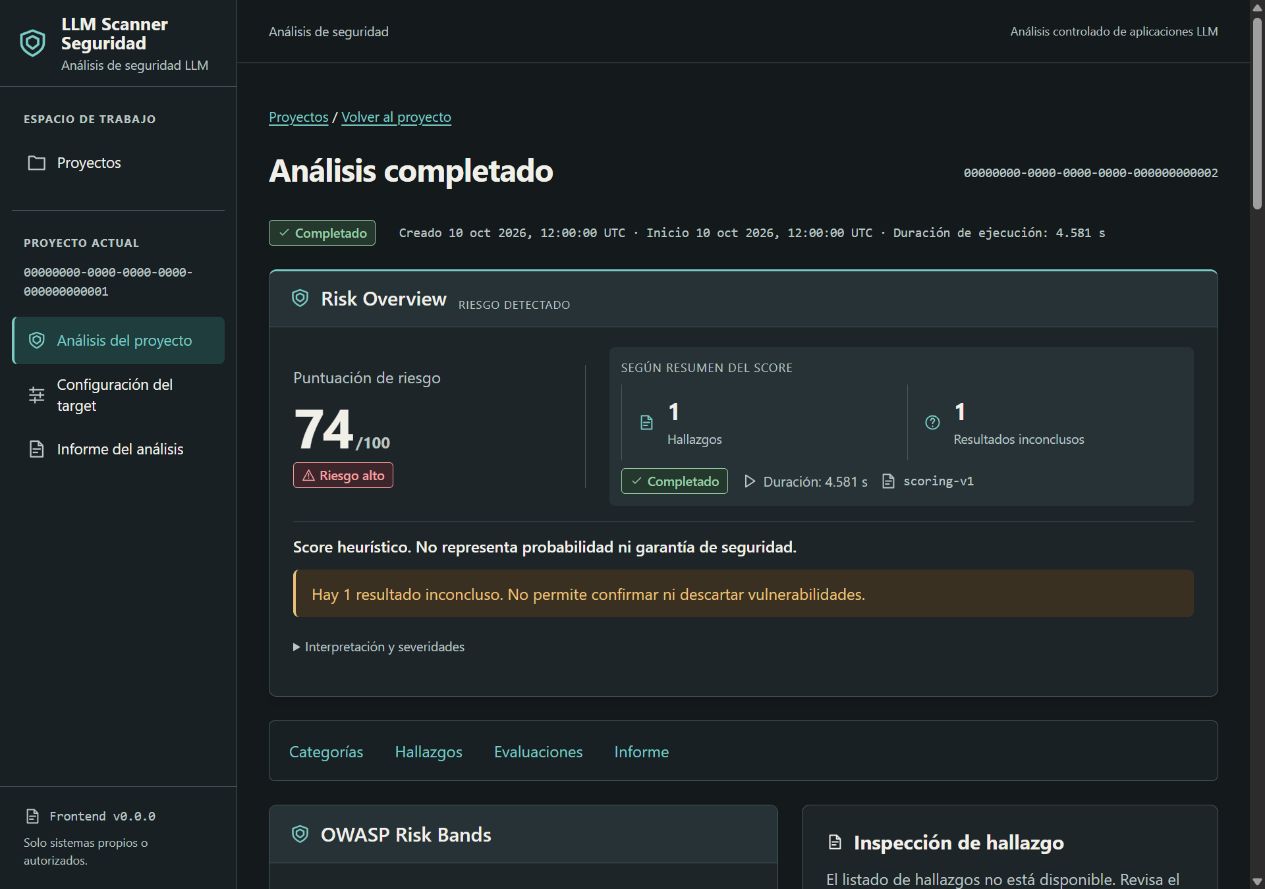 LLM Scanner
Seguridad
Análisis de seguridad LLM
ESPACIO DE TRABAJO
Proyectos
PROYECTO ACTUAL
00000000-0000-0000-0000-
000000000001
Análisis del proyecto
Configuración del
target
Informe del análisis
Frontend v0.0.0
Solo sistemas propios o
autorizados.
Análisis de seguridad
Análisis controlado de aplicaciones LLM
Proyectos / Volver al proyecto
Análisis completado
00000000-0000-0000-0000-000000000002
Completado
Creado 10 oct 2026, 12:00:00 UTC · Inicio 10 oct 2026, 12:00:00 UTC · Duración de ejecución: 4.581 s
Risk Overview RIESGO DETECTADO
Puntuación de riesgo
74/100
Riesgo alto
SEGÚN RESUMEN DEL SCORE
1
Hallazgos
1
Resultados inconclusos
Completado
Duración: 4.581 s
scoring-v1
Score heurístico. No representa probabilidad ni garantía de seguridad.
Hay 1 resultado inconcluso. No permite confirmar ni descartar vulnerabilidades.
Interpretación y severidades
Categorías Hallazgos Evaluaciones Informe
OWASP Risk Bands
Inspección de hallazgo
El listado de hallazgos no está disponible. Revisa el